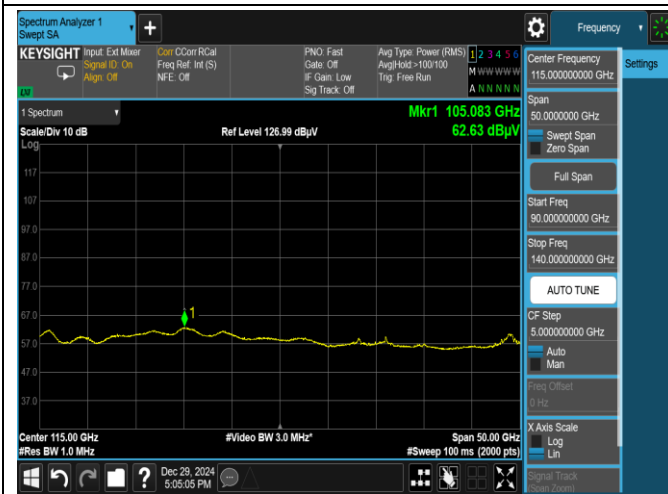 Spectrum Analyzer 1
Swept SA
+
Frequency
KEYSIGHT
Input: Ext Mixer
Signal ID: On
Align: Off
Corr CCorr RCal
Freq Ref: Int (S)
NFE: Off
PNO: Fast
Gate: Off
IF Gain: Low
Sig Track: Off
Avg Type: Power (RMS)
Avg|Hold:>100/100
Trig: Free Run
1 2 3 4 5 6
M W W W W W
A N N N N N
LXI
1 Spectrum
Mkr1 105.083 GHz
Scale/Div 10 dB
Ref Level 126.99 dBµV
62.63 dBµV
Log
117
107
97.0
87.0
77.0
67.0
57.0
47.0
37.0
1
Center 115.00 GHz
#Video BW 3.0 MHz*
Span 50.00 GHz
#Res BW 1.0 MHz
#Sweep 100 ms (2000 pts)
Center Frequency
115.000000000 GHz
Settings
Span
50.0000000 GHz
Swept Span
Zero Span
Full Span
Start Freq
90.000000000 GHz
Stop Freq
140.000000000 GHz
AUTO TUNE
CF Step
5.000000000 GHz
Auto
Man
Freq Offset
0 Hz
X Axis Scale
Log
Lin
Signal Track
(Span Zoom)
?
Dec 29, 2024
5:05:05 PM